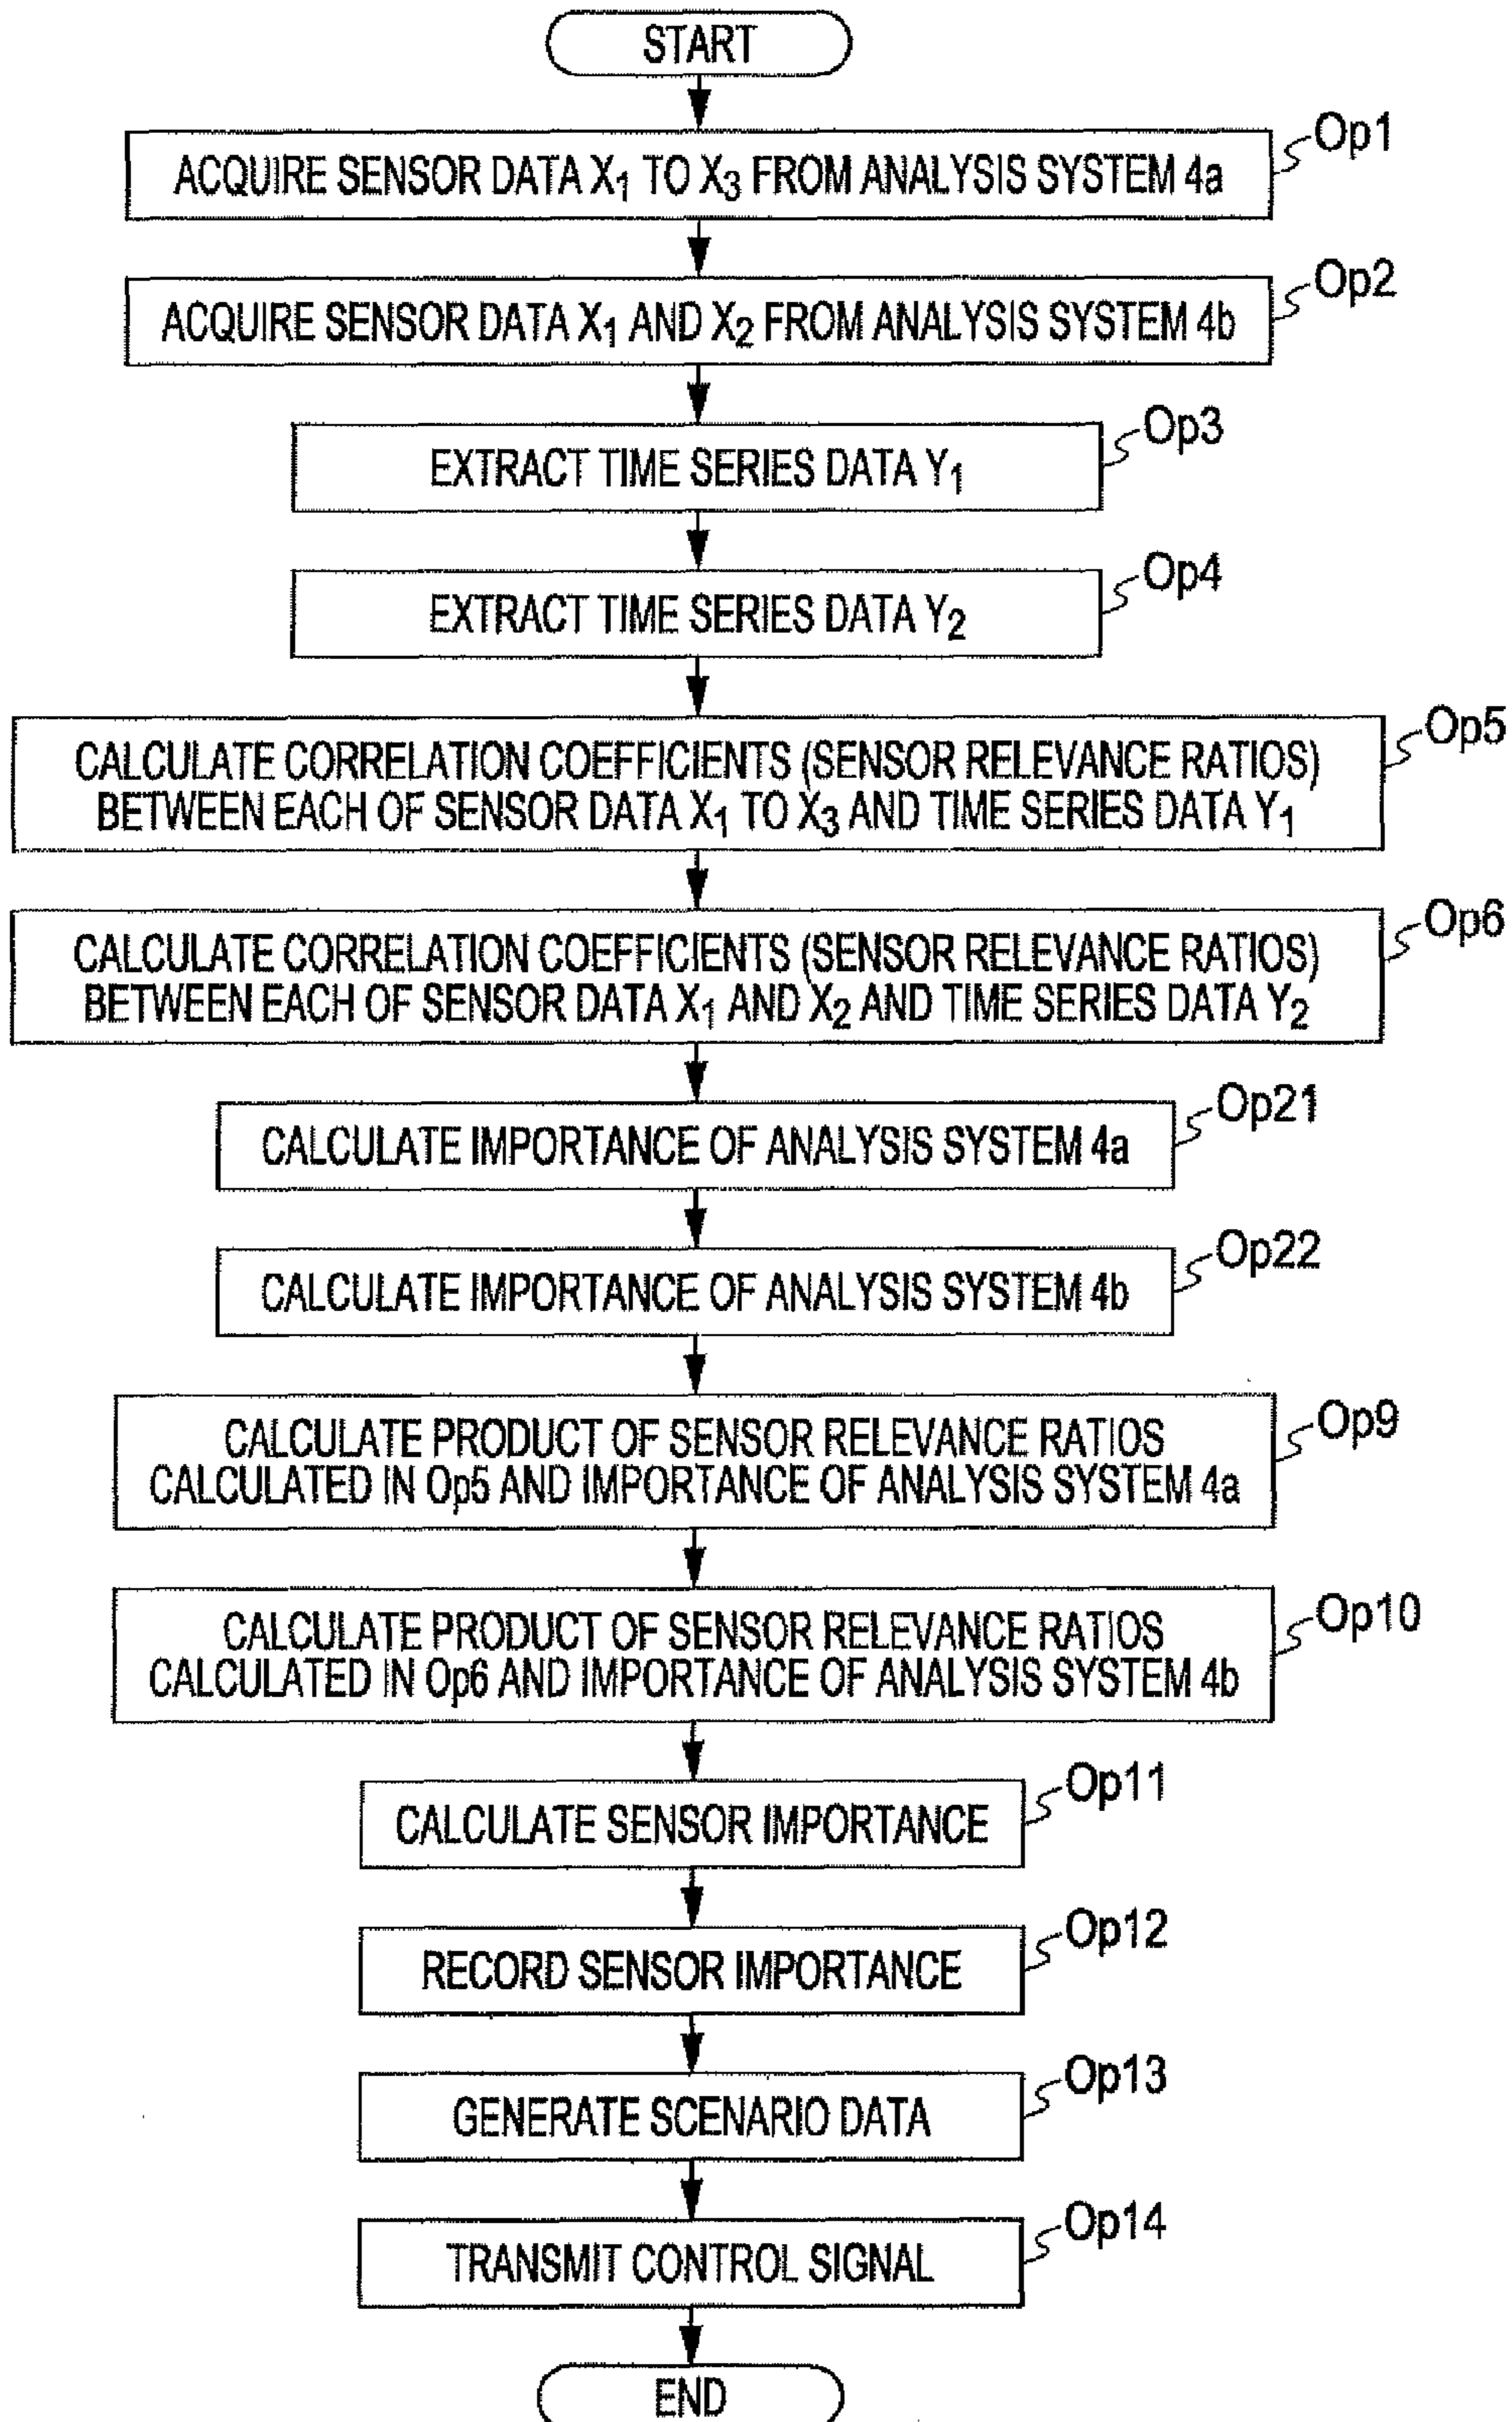 START
Op1
ACQUIRE SENSOR DATA X₁ TO X₃ FROM ANALYSIS SYSTEM 4a
Op2
ACQUIRE SENSOR DATA X₁ AND X₂ FROM ANALYSIS SYSTEM 4b
Op3
EXTRACT TIME SERIES DATA Y₁
Op4
EXTRACT TIME SERIES DATA Y₂
Op5
CALCULATE CORRELATION COEFFICIENTS (SENSOR RELEVANCE RATIOS)
BETWEEN EACH OF SENSOR DATA X₁ TO X₃ AND TIME SERIES DATA Y₁
Op6
CALCULATE CORRELATION COEFFICIENTS (SENSOR RELEVANCE RATIOS)
BETWEEN EACH OF SENSOR DATA X₁ AND X₂ AND TIME SERIES DATA Y₂
Op21
CALCULATE IMPORTANCE OF ANALYSIS SYSTEM 4a
Op22
CALCULATE IMPORTANCE OF ANALYSIS SYSTEM 4b
Op9
CALCULATE PRODUCT OF SENSOR RELEVANCE RATIOS
CALCULATED IN Op5 AND IMPORTANCE OF ANALYSIS SYSTEM 4a
Op10
CALCULATE PRODUCT OF SENSOR RELEVANCE RATIOS
CALCULATED IN Op6 AND IMPORTANCE OF ANALYSIS SYSTEM 4b
Op11
CALCULATE SENSOR IMPORTANCE
Op12
RECORD SENSOR IMPORTANCE
Op13
GENERATE SCENARIO DATA
Op14
TRANSMIT CONTROL SIGNAL
END